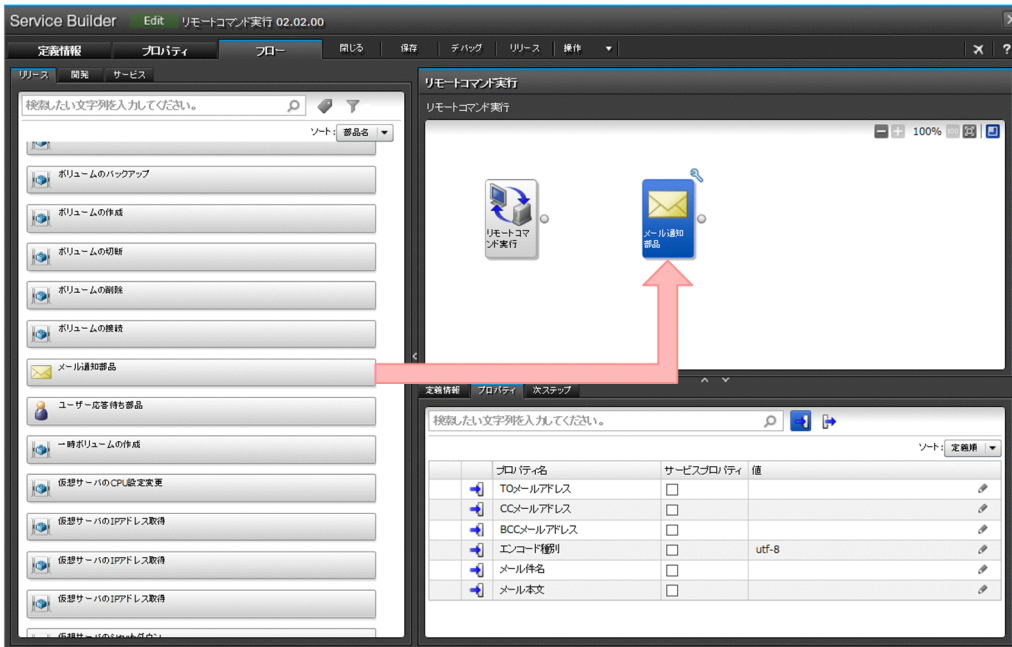 Service Builder Edit リモートコマンド実行 02.02.00
定義情報 プロパティ フロー 閉じる 保存 デバッグ リリース 操作
リリース 開発 サービス
検索したい文字列を入力してください。
ソート: 部品名
ボリュームのバックアップ
ボリュームの作成
ボリュームの切断
ボリュームの削除
ボリュームの接続
メール通知部品
ユーザー応答待ち部品
一時ボリュームの作成
仮想サーバのCPU設定変更
仮想サーバのIPアドレス取得
仮想サーバのIPアドレス取得
仮想サーバのIPアドレス取得
リモートコマンド実行
リモートコマンド実行
100%
リモートコマ
ンド実行
メール通知
部品
定義情報 プロパティ 次ステップ
検索したい文字列を入力してください。
ソート: 定義順
プロパティ名 サービスプロパティ 値
TOメールアドレス
CCメールアドレス
BCCメールアドレス
エンコード種別 utf-8
メール件名
メール本文